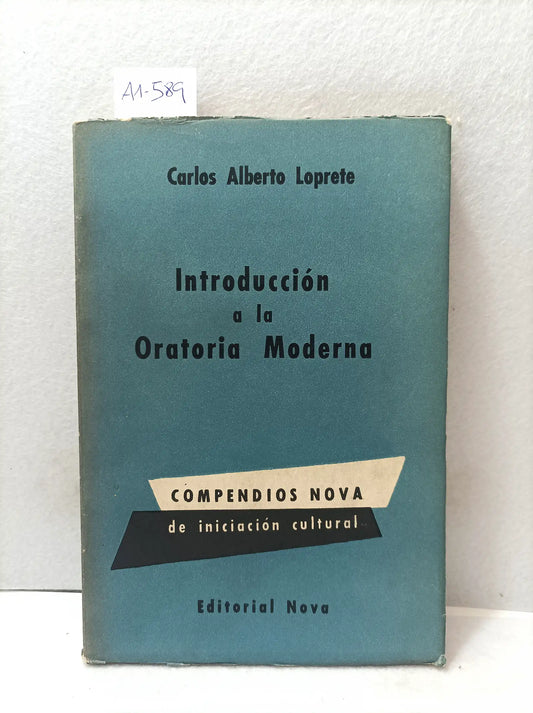 A1-589
Carlos Alberto Loprete
Introducción
a la
Oratoria Moderna
COMPENDIOS NOVA
de iniciación cultural
Editorial Nova